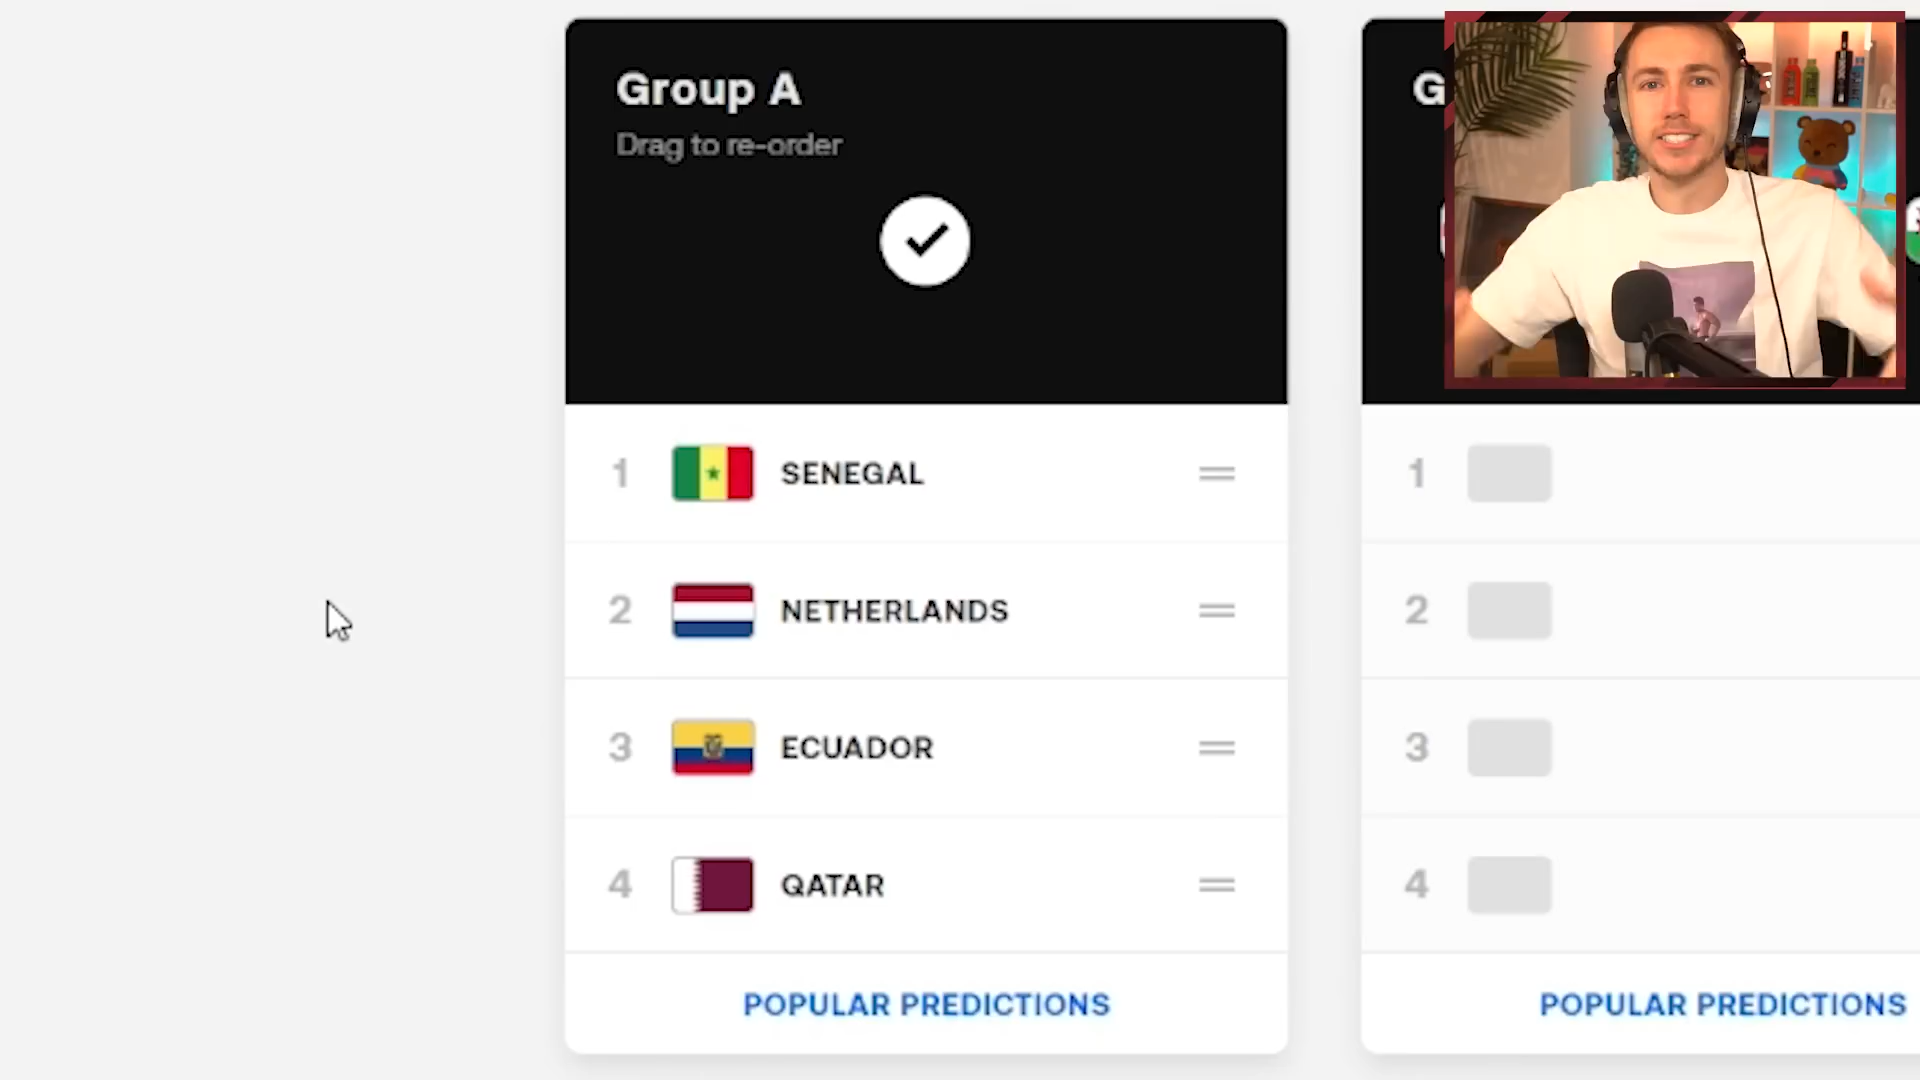 Group A
Drag to re-order
1 SENEGAL
2 NETHERLANDS
3 ECUADOR
4 QATAR
POPULAR PREDICTIONS
G
1
2
3
4
POPULAR PREDICTIONS